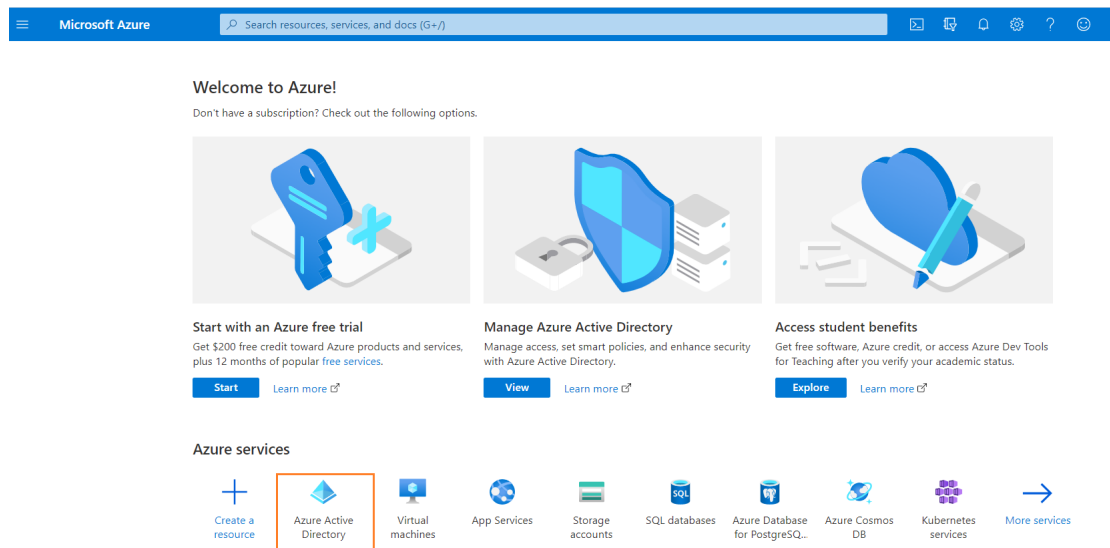 Microsoft Azure
Search resources, services, and docs (G+/)
Welcome to Azure!
Don't have a subscription? Check out the following options.
Start with an Azure free trial
Get $200 free credit toward Azure products and services,
plus 12 months of popular free services.
Start
Learn more
Manage Azure Active Directory
Manage access, set smart policies, and enhance security
with Azure Active Directory.
View
Learn more
Access student benefits
Get free software, Azure credit, or access Azure Dev Tools
for Teaching after you verify your academic status.
Explore
Learn more
Azure services
Create a
resource
Azure Active
Directory
Virtual
machines
App Services
Storage
accounts
SQL
SQL databases
Azure Database
for PostgreSQ...
Azure Cosmos
DB
Kubernetes
services
More services